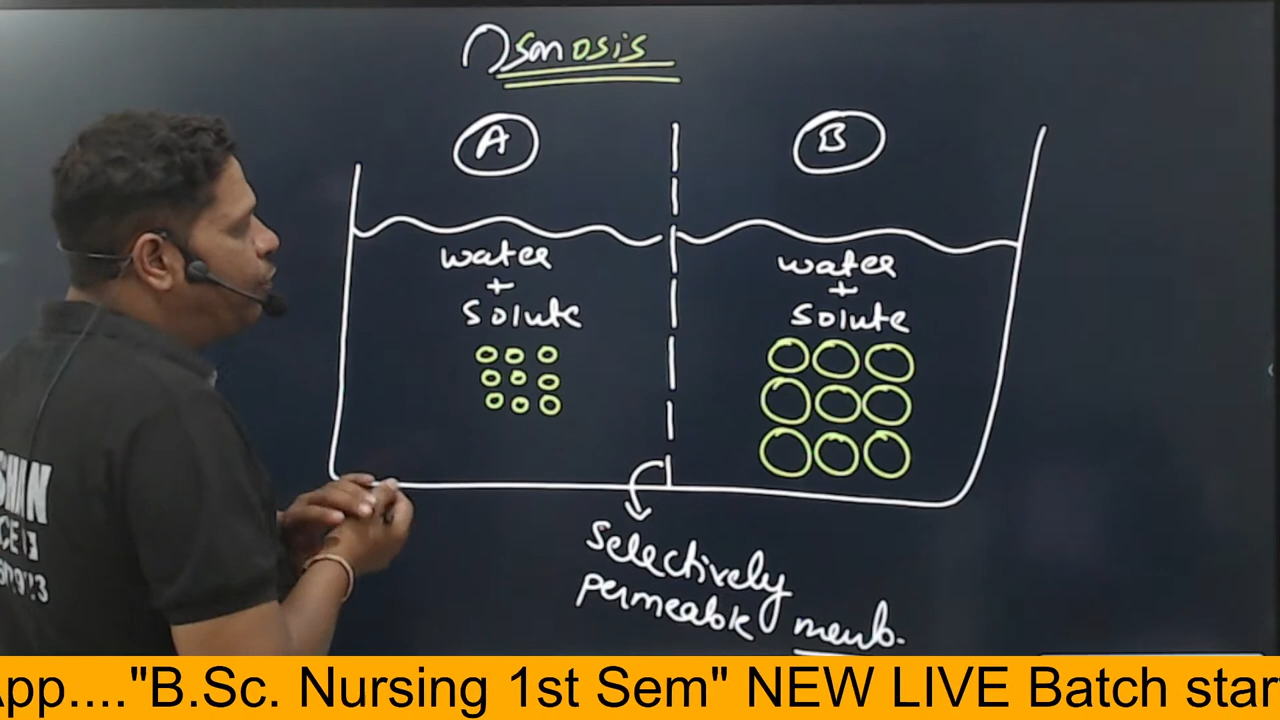 Osmosis
A
B
water
+
solute
water
+
solute
Selectively
permeable memb.
App...."B.Sc. Nursing 1st Sem" NEW LIVE Batch star